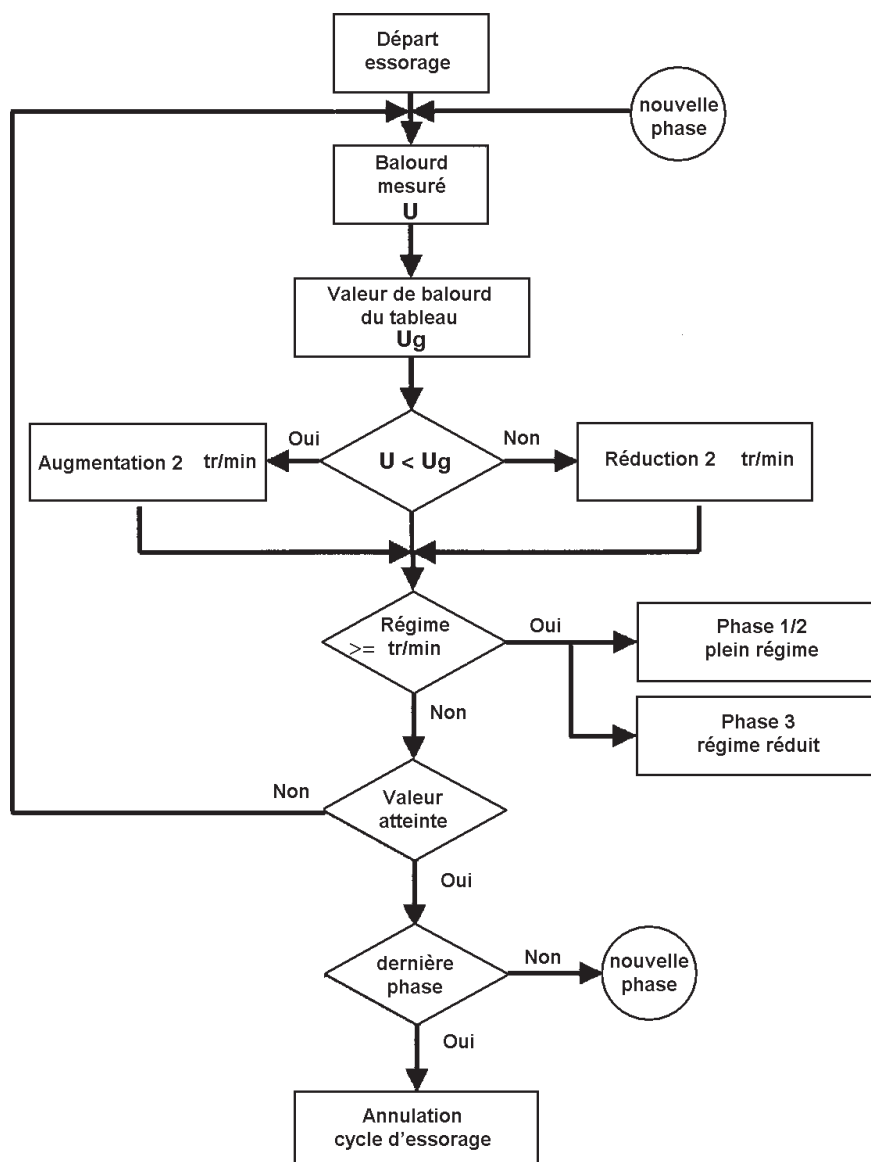 Départ
essorage
nouvelle
phase
Balourd
mesuré
U
Valeur de balourd
du tableau
Ug
Oui
Non
Augmentation 2 tr/min
U < Ug
Réduction 2 tr/min
Régime
>= tr/min
Oui
Phase 1/2
plein régime
Non
Phase 3
régime réduit
Non
Valeur
atteinte
Oui
dernière
phase
Non
nouvelle
phase
Oui
Annulation
cycle d'essorage